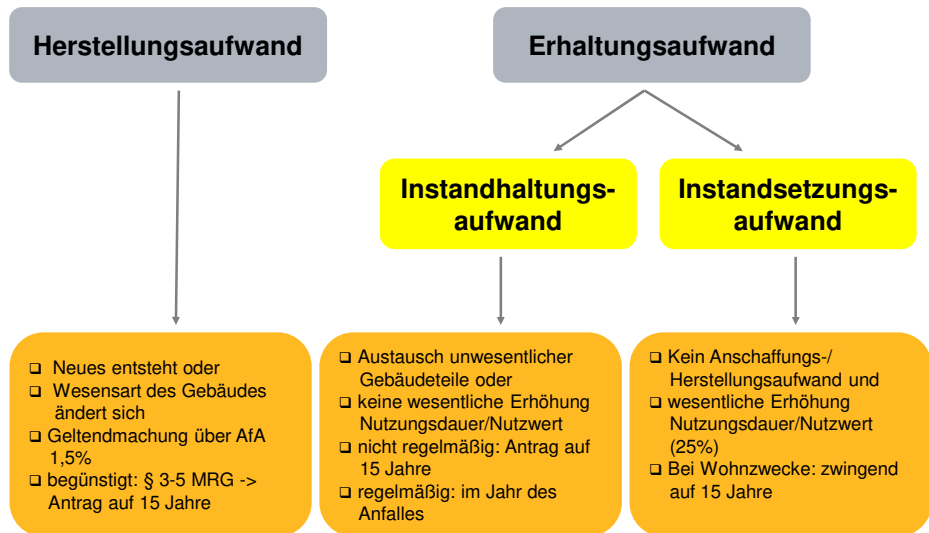 Herstellungsaufwand
Erhaltungsaufwand
Instandhaltungs-
aufwand
Instandsetzungs-
aufwand
❑ Neues entsteht oder
❑ Wesensart des Gebäudes
ändert sich
❑ Geltendmachung über AfA
1,5%
❑ begünstigt: § 3-5 MRG ->
Antrag auf 15 Jahre
❑ Austausch unwesentlicher
Gebäudeteile oder
❑ keine wesentliche Erhöhung
Nutzungsdauer/Nutzwert
❑ nicht regelmäßig: Antrag auf
15 Jahre
❑ regelmäßig: im Jahr des
Anfalles
❑ Kein Anschaffungs-/
Herstellungsaufwand und
❑ wesentliche Erhöhung
Nutzungsdauer/Nutzwert
(25%)
❑ Bei Wohnzwecke: zwingend
auf 15 Jahre